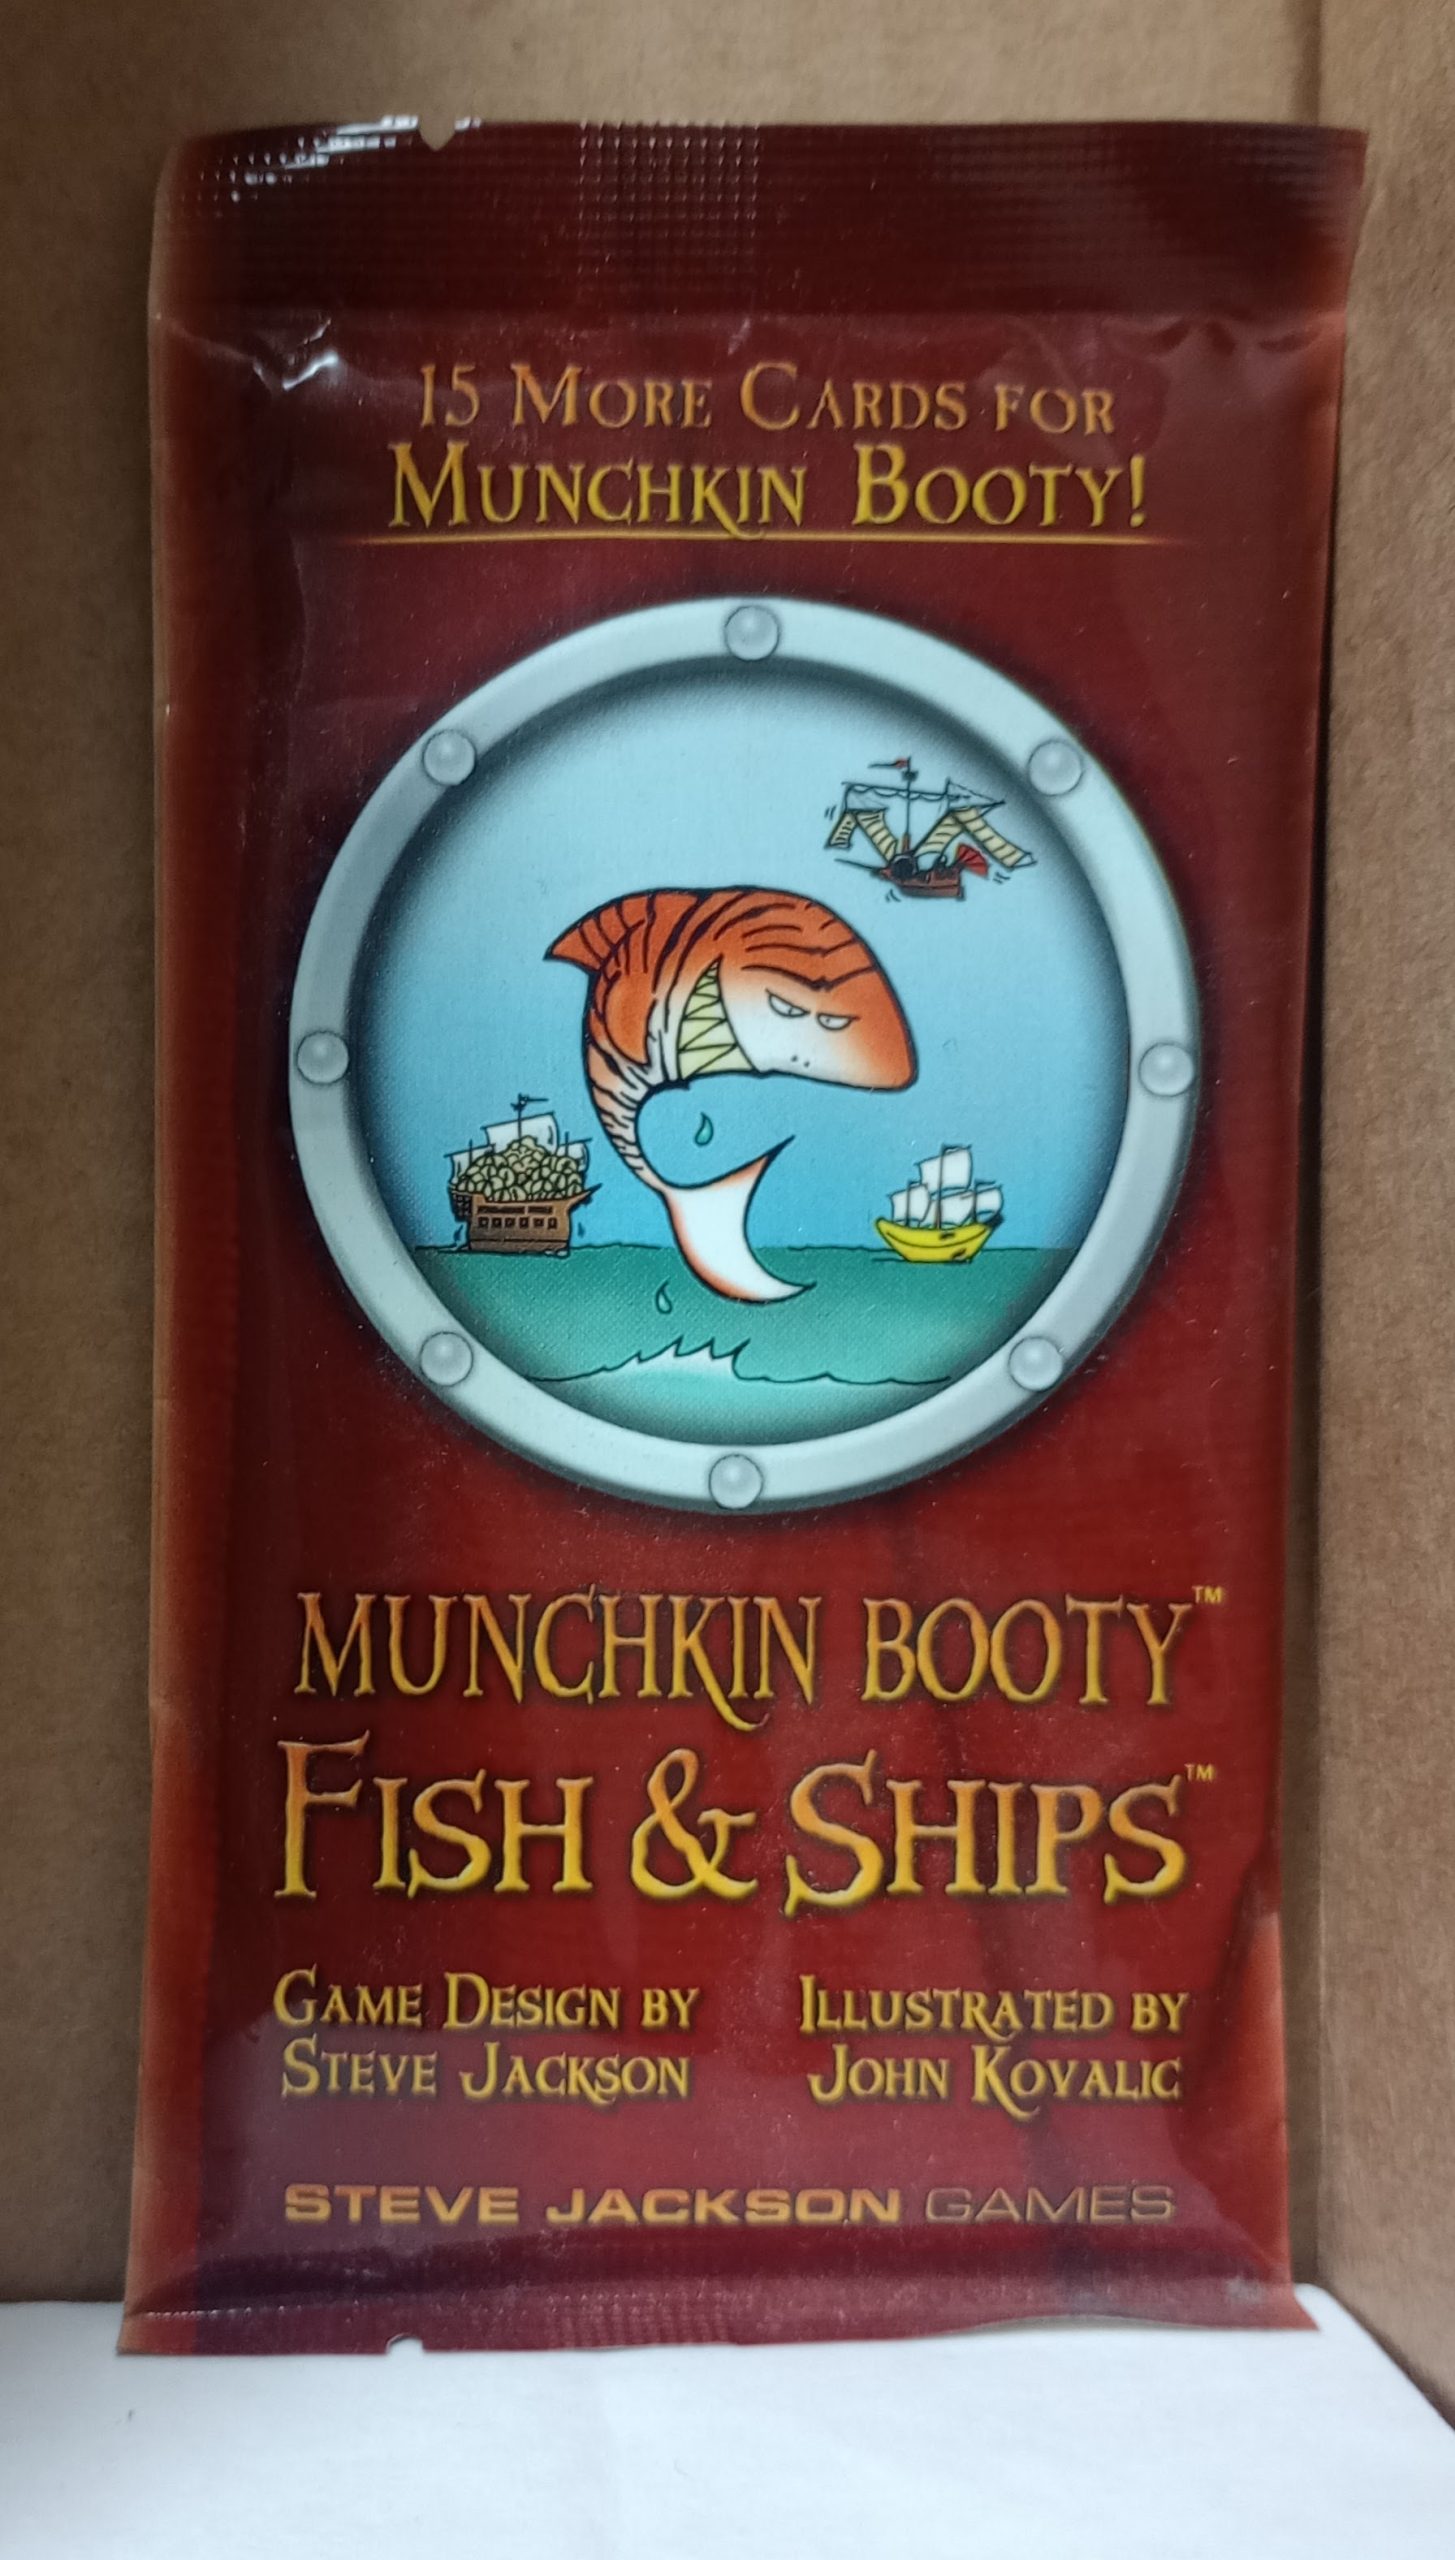 15 More Cards for
Munchkin Booty!
MUNCHKIN BOOTY™
FISH & SHIPS™
Game Design by
Steve Jackson
Illustrated by
John Kovalic
STEVE JACKSON GAMES